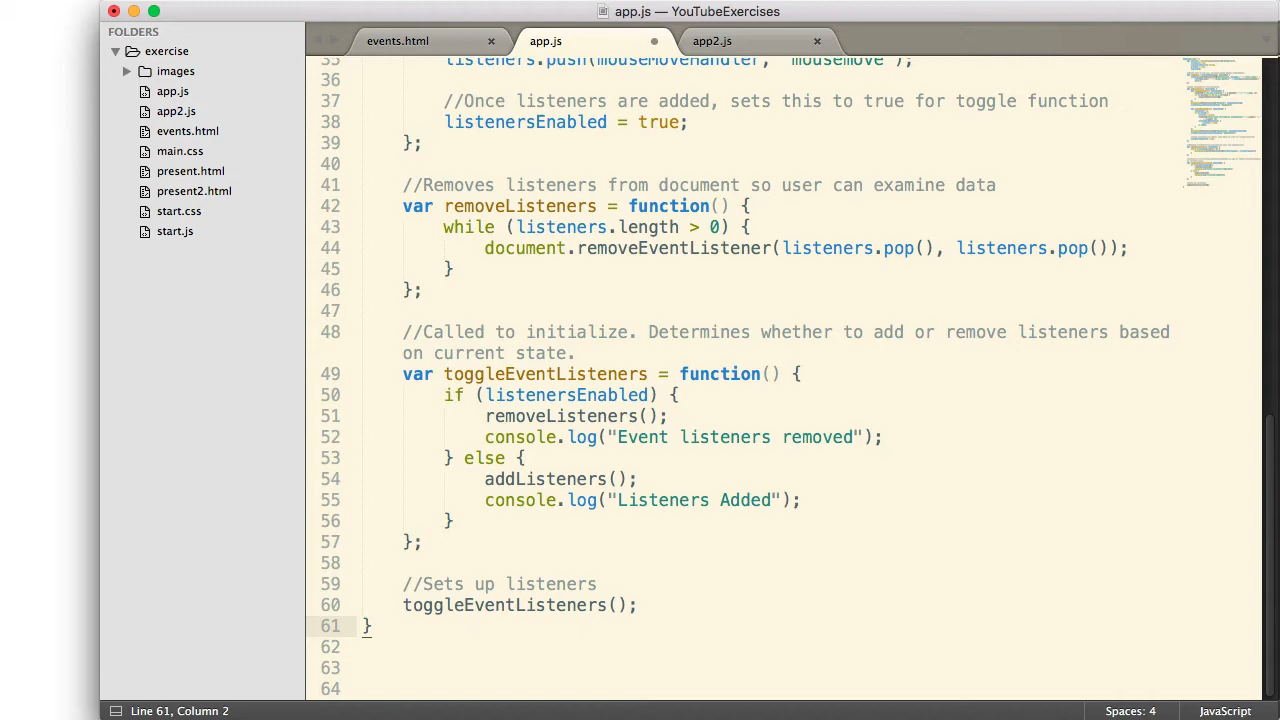 app.js — YouTubeExercises
FOLDERS
exercise
images
app.js
app2.js
events.html
main.css
present.html
present2.html
start.css
start.js
events.html × app.js app2.js ×
35 listeners.push(mouseMoveHandler, "mousemove");
36
37 //Once listeners are added, sets this to true for toggle function
38 listenersEnabled = true;
39 };
40
41 //Removes listeners from document so user can examine data
42 var removeListeners = function() {
43 while (listeners.length > 0) {
44 document.removeEventListener(listeners.pop(), listeners.pop());
45 }
46 };
47
48 //Called to initialize. Determines whether to add or remove listeners based
on current state.
49 var toggleEventListeners = function() {
50 if (listenersEnabled) {
51 removeListeners();
52 console.log("Event listeners removed");
53 } else {
54 addListeners();
55 console.log("Listeners Added");
56 }
57 };
58
59 //Sets up listeners
60 toggleEventListeners();
61 }
62
63
64
Line 61, Column 2 Spaces: 4 JavaScript